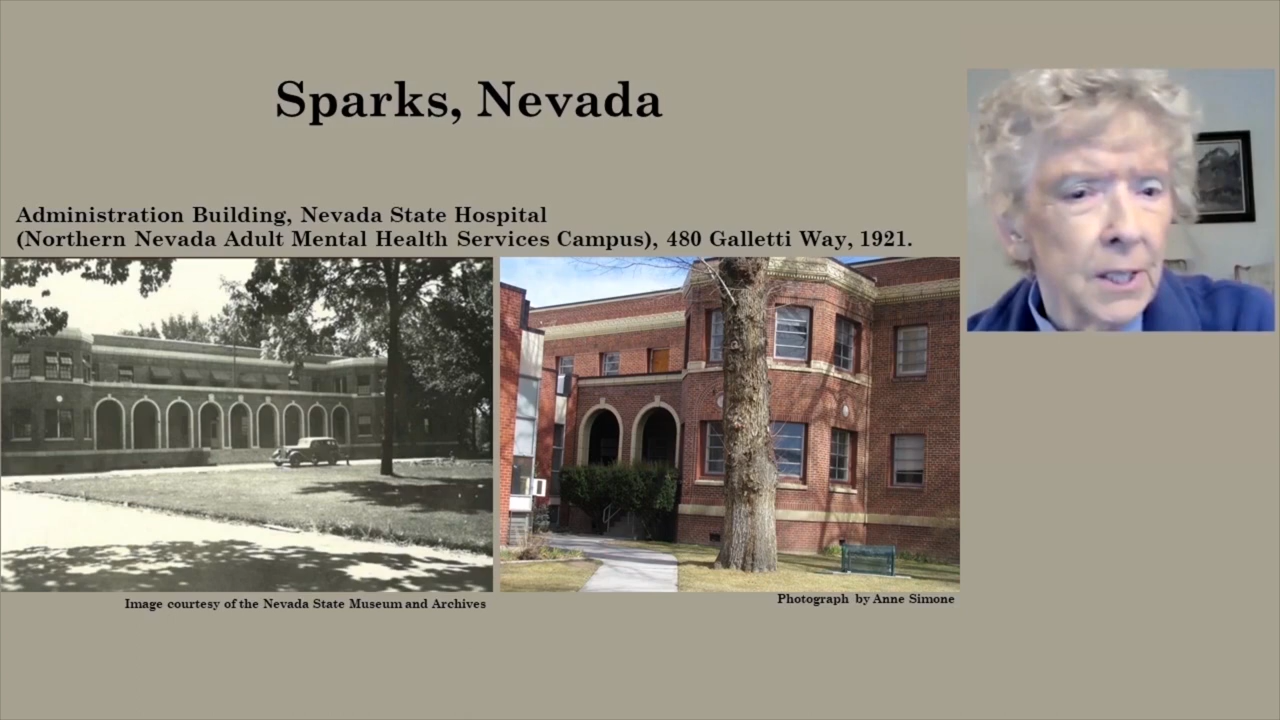 Sparks, Nevada
Administration Building, Nevada State Hospital
(Northern Nevada Adult Mental Health Services Campus), 480 Galletti Way, 1921.
Image courtesy of the Nevada State Museum and Archives
Photograph by Anne Simone